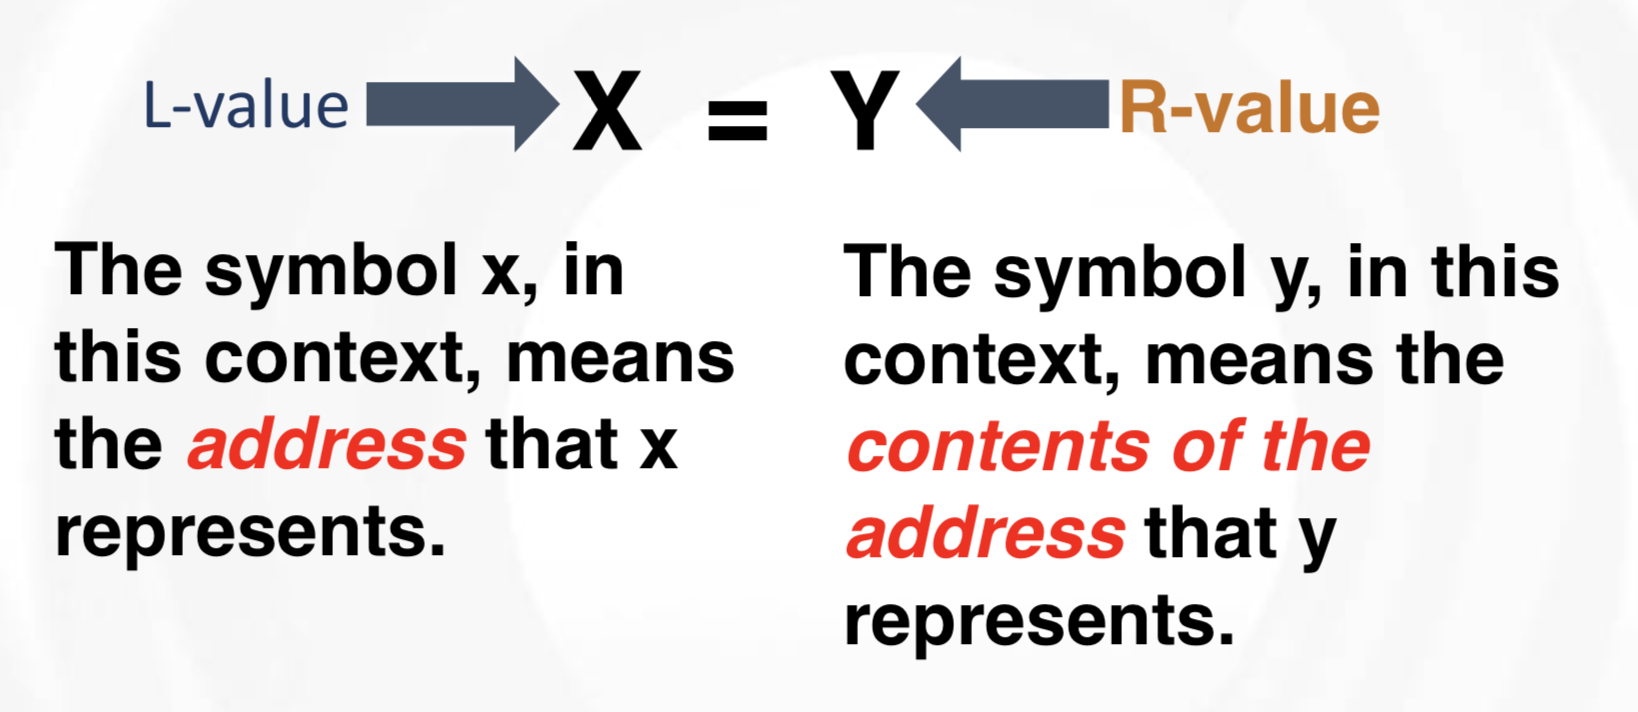 L-value X = Y R-value
The symbol x, in
this context, means
the address that x
represents.
The symbol y, in this
context, means the
contents of the
address that y
represents.